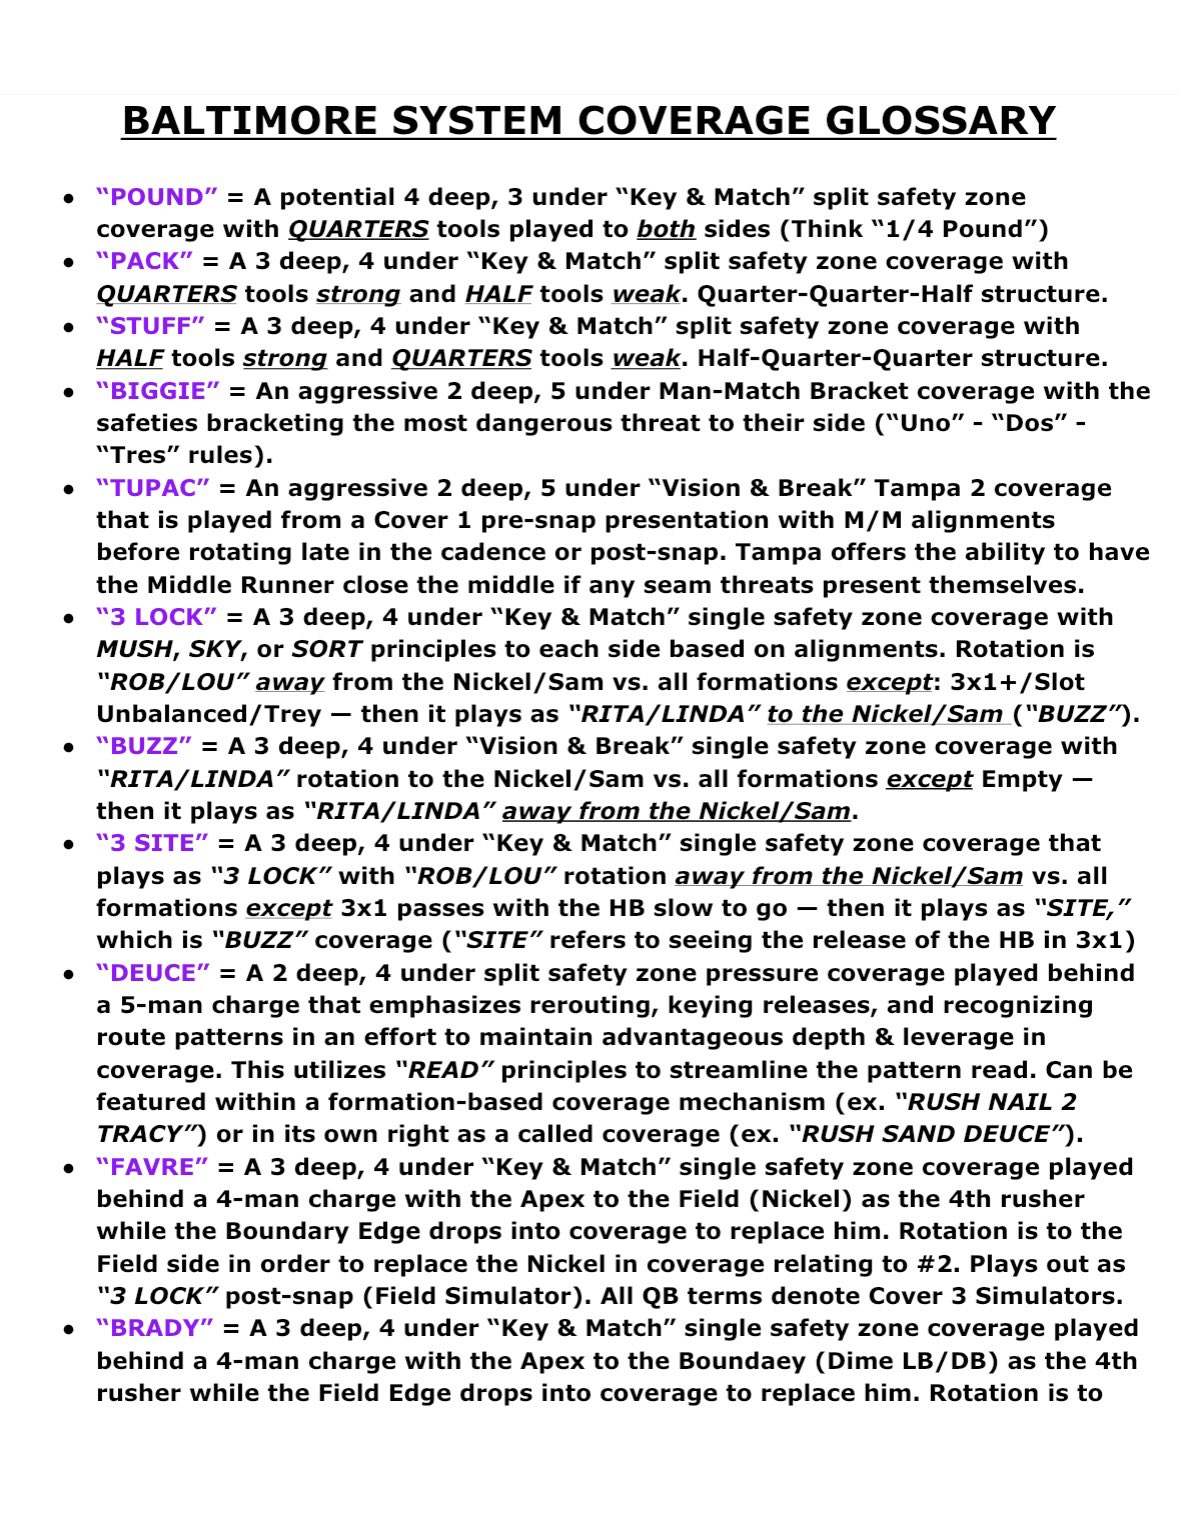 BALTIMORE SYSTEM COVERAGE GLOSSARY
● “POUND” = A potential 4 deep, 3 under “Key & Match” split safety zone
coverage with QUARTERS tools played to both sides (Think “1/4 Pound”)
● “PACK” = A 3 deep, 4 under “Key & Match” split safety zone coverage with
QUARTERS tools strong and HALF tools weak. Quarter-Quarter-Half structure.
● “STUFF” = A 3 deep, 4 under “Key & Match” split safety zone coverage with
HALF tools strong and QUARTERS tools weak. Half-Quarter-Quarter structure.
● “BIGGIE” = An aggressive 2 deep, 5 under Man-Match Bracket coverage with the
safeties bracketing the most dangerous threat to their side (“Uno” - “Dos” -
“Tres” rules).
● “TUPAC” = An aggressive 2 deep, 5 under “Vision & Break” Tampa 2 coverage
that is played from a Cover 1 pre-snap presentation with M/M alignments
before rotating late in the cadence or post-snap. Tampa offers the ability to have
the Middle Runner close the middle if any seam threats present themselves.
● “3 LOCK” = A 3 deep, 4 under “Key & Match” single safety zone coverage with
MUSH, SKY, or SORT principles to each side based on alignments. Rotation is
“ROB/LOU” away from the Nickel/Sam vs. all formations except: 3x1+/Slot
Unbalanced/Trey — then it plays as “RITA/LINDA” to the Nickel/Sam (“BUZZ”).
● “BUZZ” = A 3 deep, 4 under “Vision & Break” single safety zone coverage with
“RITA/LINDA” rotation to the Nickel/Sam vs. all formations except Empty —
then it plays as “RITA/LINDA” away from the Nickel/Sam.
● “3 SITE” = A 3 deep, 4 under “Key & Match” single safety zone coverage that
plays as “3 LOCK” with “ROB/LOU” rotation away from the Nickel/Sam vs. all
formations except 3x1 passes with the HB slow to go — then it plays as “SITE,”
which is “BUZZ” coverage (“SITE” refers to seeing the release of the HB in 3x1)
● “DEUCE” = A 2 deep, 4 under split safety zone pressure coverage played behind
a 5-man charge that emphasizes rerouting, keying releases, and recognizing
route patterns in an effort to maintain advantageous depth & leverage in
coverage. This utilizes “READ” principles to streamline the pattern read. Can be
featured within a formation-based coverage mechanism (ex. “RUSH NAIL 2
TRACY”) or in its own right as a called coverage (ex. “RUSH SAND DEUCE”).
● “FAVRE” = A 3 deep, 4 under “Key & Match” single safety zone coverage played
behind a 4-man charge with the Apex to the Field (Nickel) as the 4th rusher
while the Boundary Edge drops into coverage to replace him. Rotation is to the
Field side in order to replace the Nickel in coverage relating to #2. Plays out as
“3 LOCK” post-snap (Field Simulator). All QB terms denote Cover 3 Simulators.
● “BRADY” = A 3 deep, 4 under “Key & Match” single safety zone coverage played
behind a 4-man charge with the Apex to the Boundaey (Dime LB/DB) as the 4th
rusher while the Field Edge drops into coverage to replace him. Rotation is to